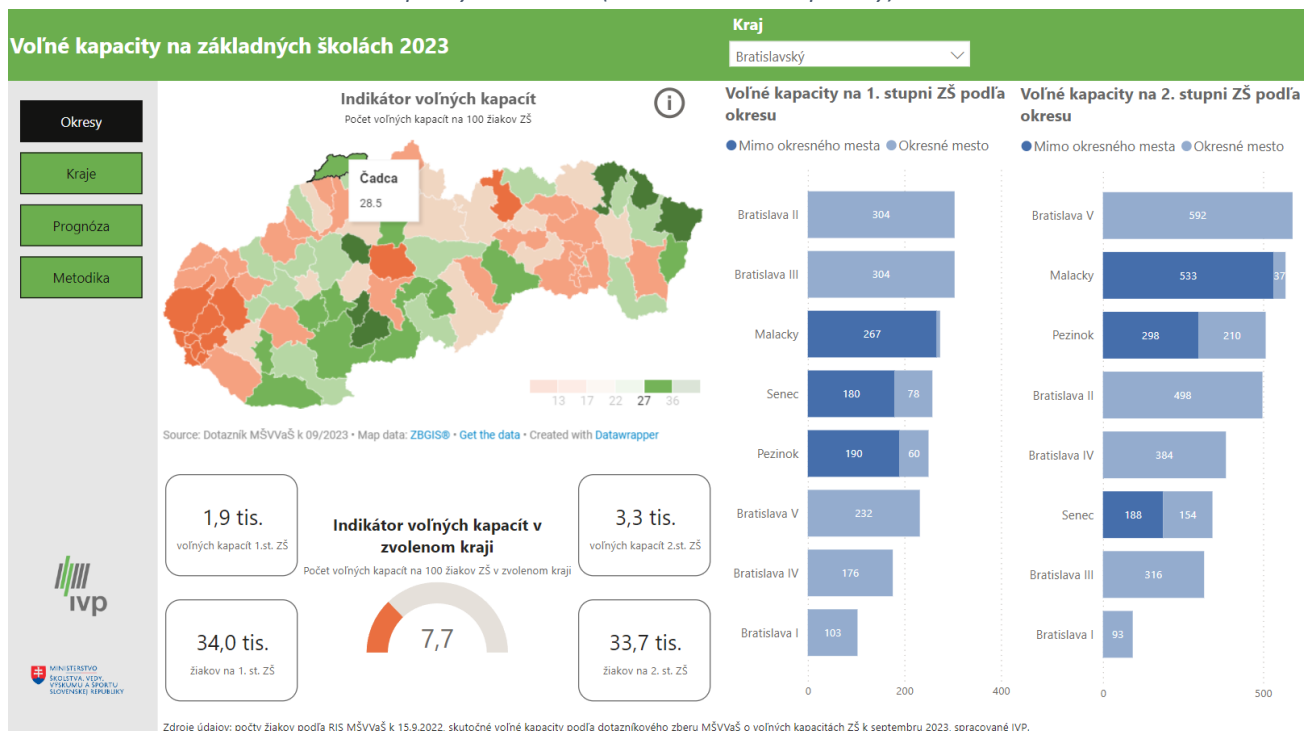 Voľné kapacity na základných školách 2023
Kraj
Bratislavský
Okresy
Kraje
Prognóza
Metodika
Indikátor voľných kapacít
Počet voľných kapacít na 100 žiakov ZŠ
Čadca
28.5
13 17 22 27 36
Source: Dotazník MŠVVaŠ k 09/2023 • Map data: ZBGIS® • Get the data • Created with Datawrapper
1,9 tis.
voľných kapacít 1.st. ZŠ
Indikátor voľných kapacít v
zvolenom kraji
Počet voľných kapacít na 100 žiakov ZŠ v zvolenom kraji
7,7
3,3 tis.
voľných kapacít 2.st. ZŠ
34,0 tis.
žiakov na 1. st. ZŠ
33,7 tis.
žiakov na 2. st. ZŠ
Voľné kapacity na 1. stupni ZŠ podľa
okresu
Mimo okresného mesta Okresné mesto
Bratislava II 304
Bratislava III 304
Malacky 267
Senec 180 78
Pezinok 190 60
Bratislava V 232
Bratislava IV 176
Bratislava I 103
0 200 400
Voľné kapacity na 2. stupni ZŠ podľa
okresu
Mimo okresného mesta Okresné mesto
Bratislava V 592
Malacky 533 37
Pezinok 298 210
Bratislava II 498
Bratislava IV 384
Senec 188 154
Bratislava III 316
Bratislava I 93
0 500
ivp
MINISTERSTVO
ŠKOLSTVA, VEDY,
VÝSKUMU A ŠPORTU
SLOVENSKEJ REPUBLIKY
Zdroje údajov: počty žiakov podľa RIS MŠVVaŠ k 15.9.2022, skutočné voľné kapacity podľa dotazníkového zberu MŠVVaŠ o voľných kapacitách ZŠ k septembru 2023, spracované IVP.